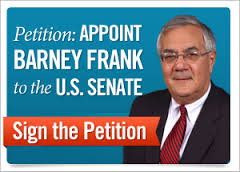 Petition: APPOINT
BARNEY FRANK
to the U.S. SENATE
Sign the Petition